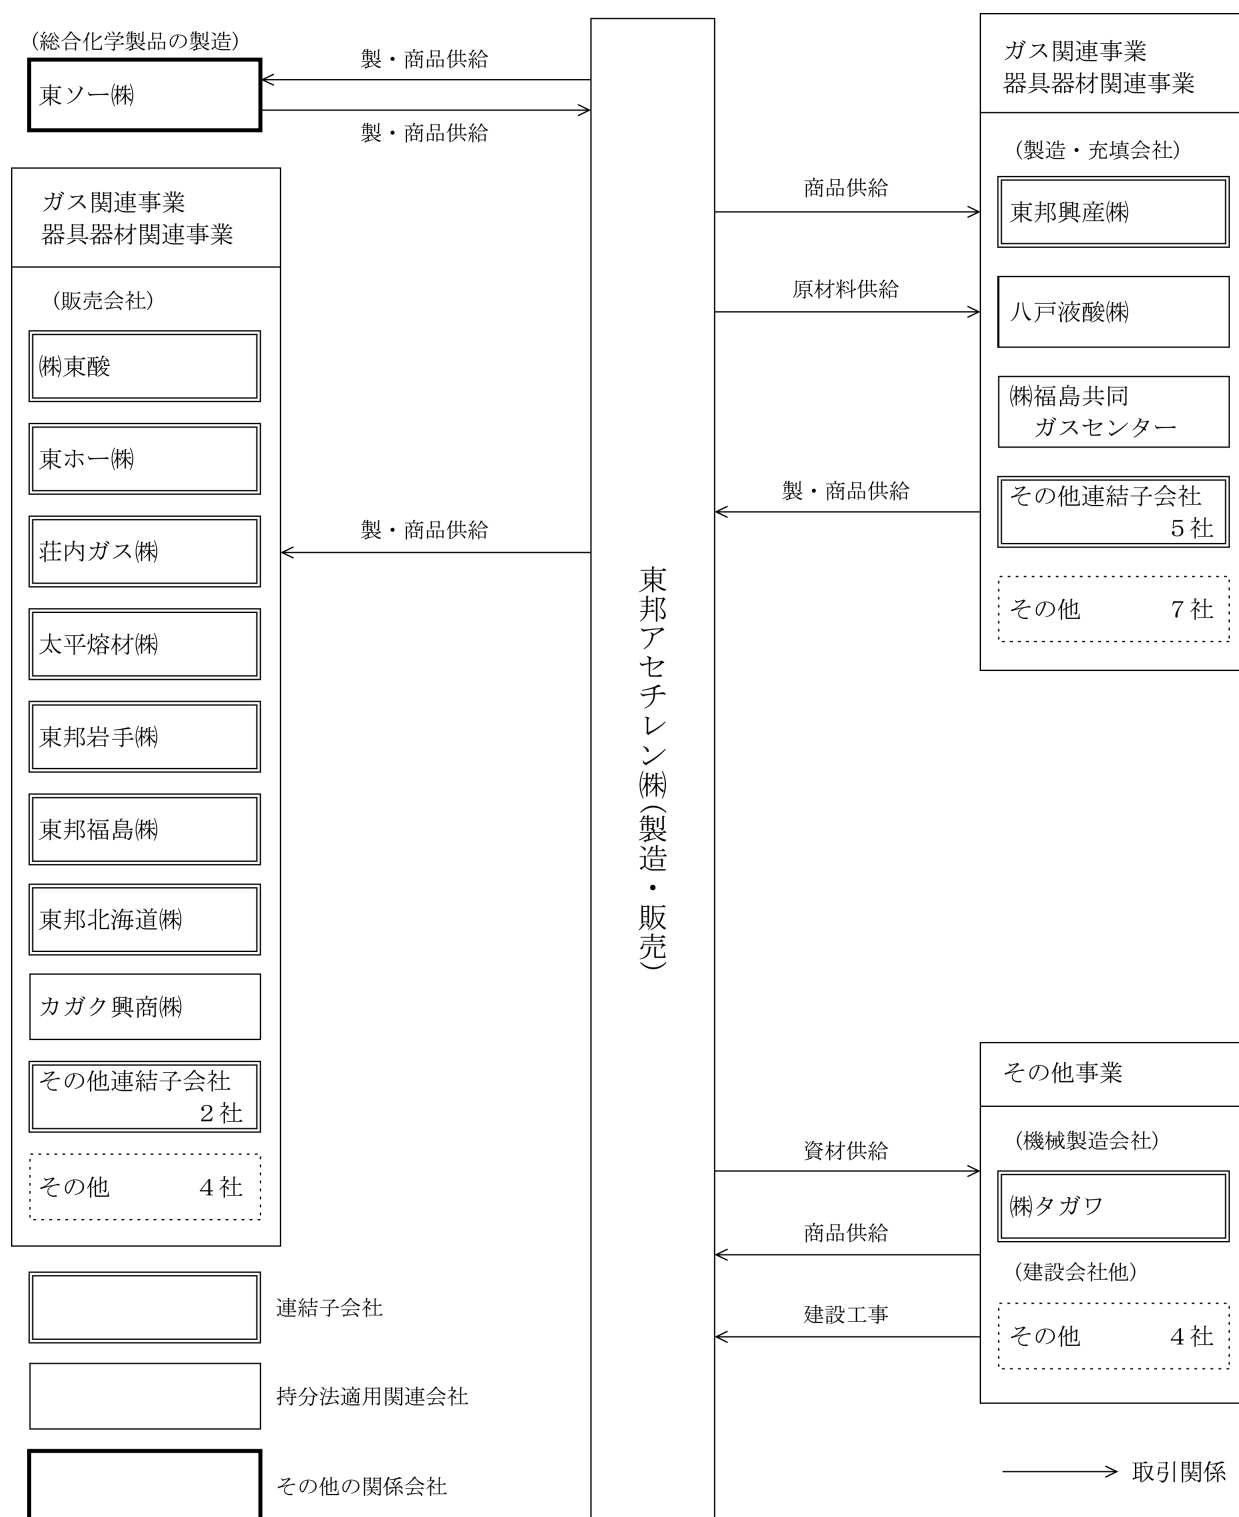 (総合化学製品の製造)
東ソー㈱
製・商品供給
製・商品供給
ガス関連事業
器具器材関連事業
(販売会社)
㈱東酸
東ホー㈱
荘内ガス㈱
太平熔材㈱
東邦岩手㈱
東邦福島㈱
東邦北海道㈱
カガク興商㈱
その他連結子会社
２社
その他 ４社
製・商品供給
東邦アセチレン㈱(製造・販売)
ガス関連事業
器具器材関連事業
(製造・充填会社)
東邦興産㈱
八戸液酸㈱
㈱福島共同
ガスセンター
その他連結子会社
５社
その他 ７社
商品供給
原材料供給
製・商品供給
その他事業
(機械製造会社)
㈱タガワ
(建設会社他)
その他 ４社
資材供給
商品供給
建設工事
連結子会社
持分法適用関連会社
その他の関係会社
取引関係